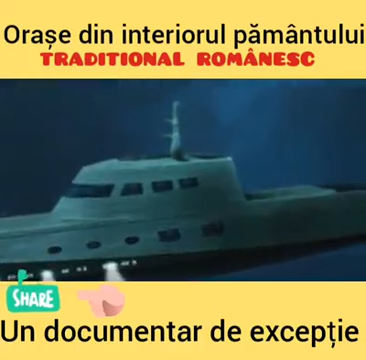 Orașe din interiorul pământului
TRADITIONAL ROMÂNESC
SHARE
Un documentar de excepție